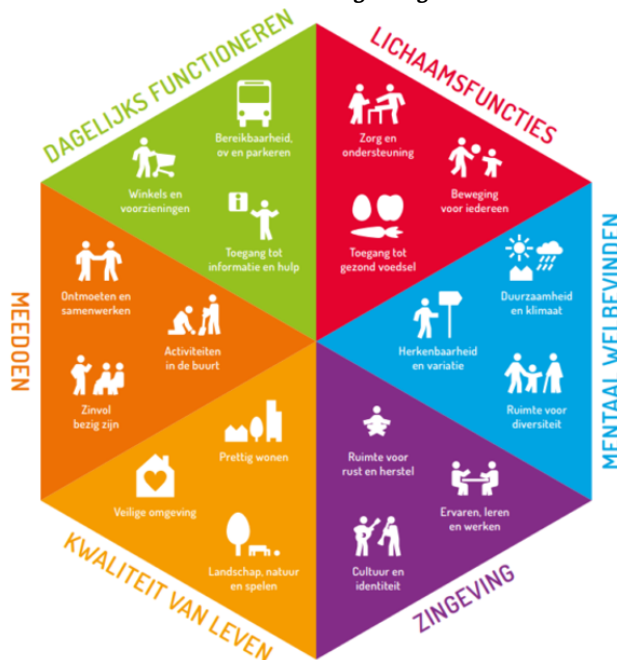 DAGELIJKS FUNCTIONEREN
Bereikbaarheid,
ov en parkeren
Winkels en
voorzieningen
Toegang tot
informatie en hulp
LICHAAMSFUNCTIES
Zorg en
ondersteuning
Beweging
voor iedereen
Toegang tot
gezond voedsel
MENTAAL WELBEVINDEN
Duurzaamheid
en klimaat
Herkenbaarheid
en variatie
Ruimte voor
diversiteit
ZINGEVING
Ruimte voor
rust en herstel
Ervaren, leren
en werken
Cultuur en
identiteit
KWALITEIT VAN LEVEN
Prettig wonen
Veilige omgeving
Landschap, natuur
en spelen
MEEDOEN
Ontmoeten en
samenwerken
Activiteiten
in de buurt
Zinvol
bezig zijn